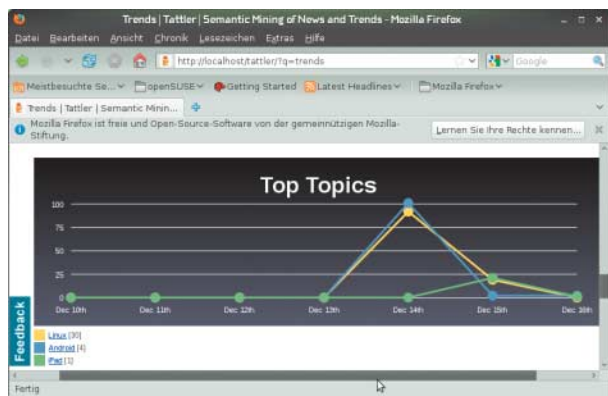 Trends | Tattler | Semantic Mining of News and Trends - Mozilla Firefox
Datei Bearbeiten Ansicht Chronik Lesezeichen Extras Hilfe
http://localhost/tattler/?q=trends
Google
Meistbesuchte Se... openSUSE Getting Started Latest Headlines Mozilla Firefox
Trends | Tattler | Semantic Minin...
Mozilla Firefox ist freie und Open-Source-Software von der gemeinnützigen Mozilla-
Stiftung.
Lernen Sie Ihre Rechte kennen...
Top Topics
100
75
50
25
0
Dec 10th Dec 11th Dec 12th Dec 13th Dec 14th Dec 15th Dec 16th
Feedback
Linux [30]
Android [4]
iPad [1]
Fertig